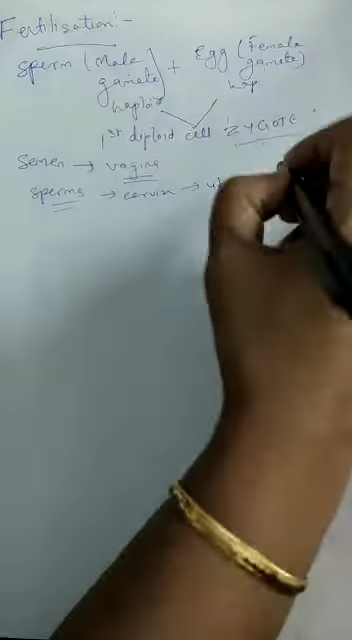 Fertilisation:-
Sperm (Male gamete) + Egg (Female gamete)
haploid hap
1st diploid cell 'ZYGOTE'
Semen → vagina
Sperms → cervix →